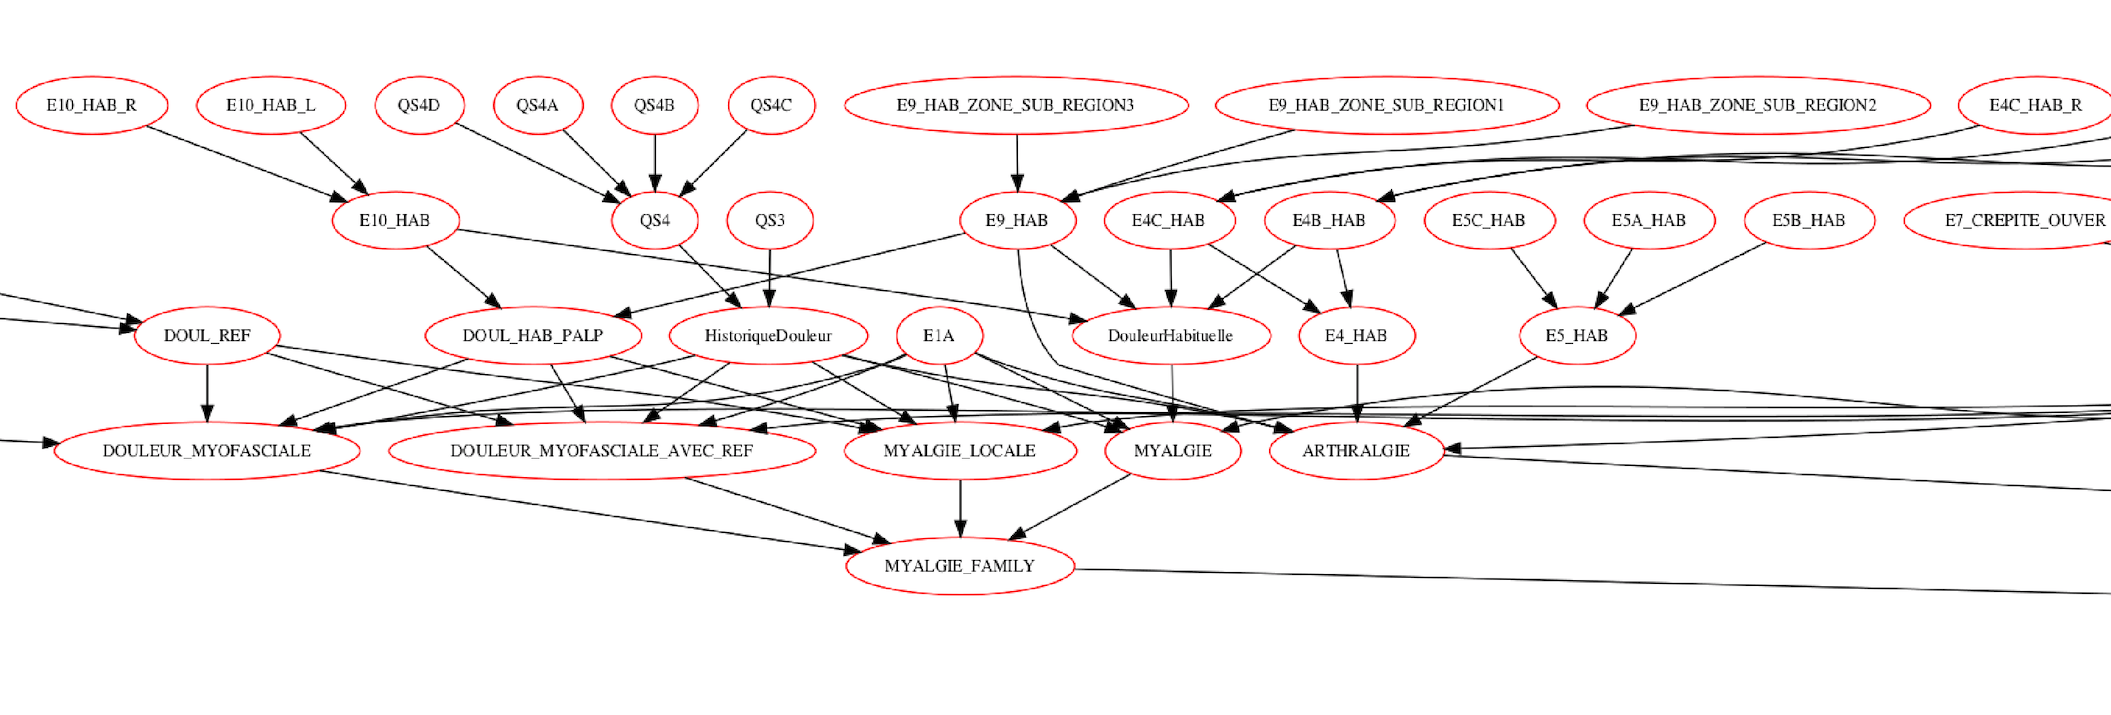 E10_HAB_R
E10_HAB_L
QS4D
QS4A
QS4B
QS4C
E9_HAB_ZONE_SUB_REGION3
E9_HAB_ZONE_SUB_REGION1
E9_HAB_ZONE_SUB_REGION2
E4C_HAB_R
E10_HAB
QS4
QS3
E9_HAB
E4C_HAB
E4B_HAB
E5C_HAB
E5A_HAB
E5B_HAB
E7_CREPITE_OUVER
DOUL_REF
DOUL_HAB_PALP
HistoriqueDouleur
E1A
DouleurHabituelle
E4_HAB
E5_HAB
DOULEUR_MYOFASCIALE
DOULEUR_MYOFASCIALE_AVEC_REF
MYALGIE_LOCALE
MYALGIE
ARTHRALGIE
MYALGIE_FAMILY